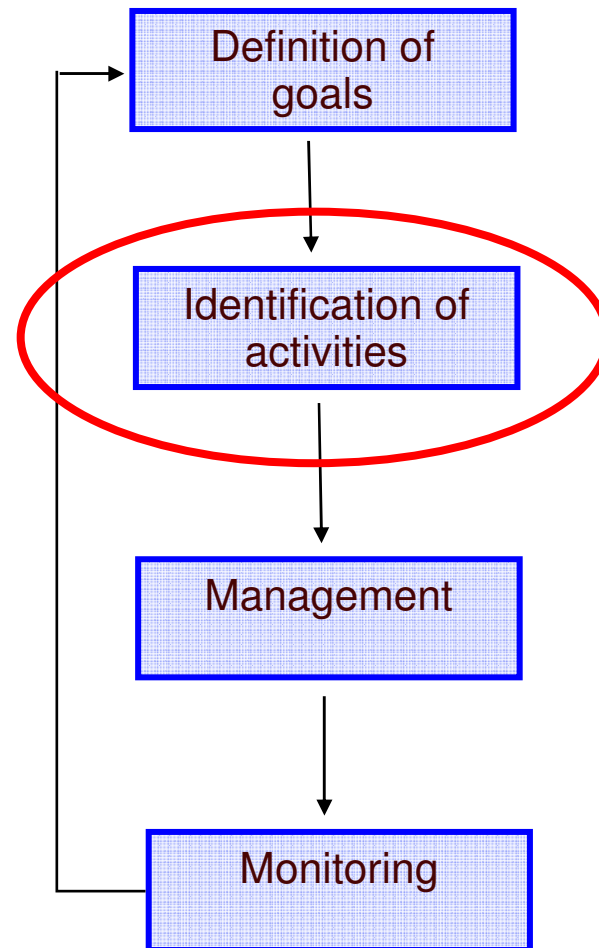 Definition of
goals
Identification of
activities
Management
Monitoring